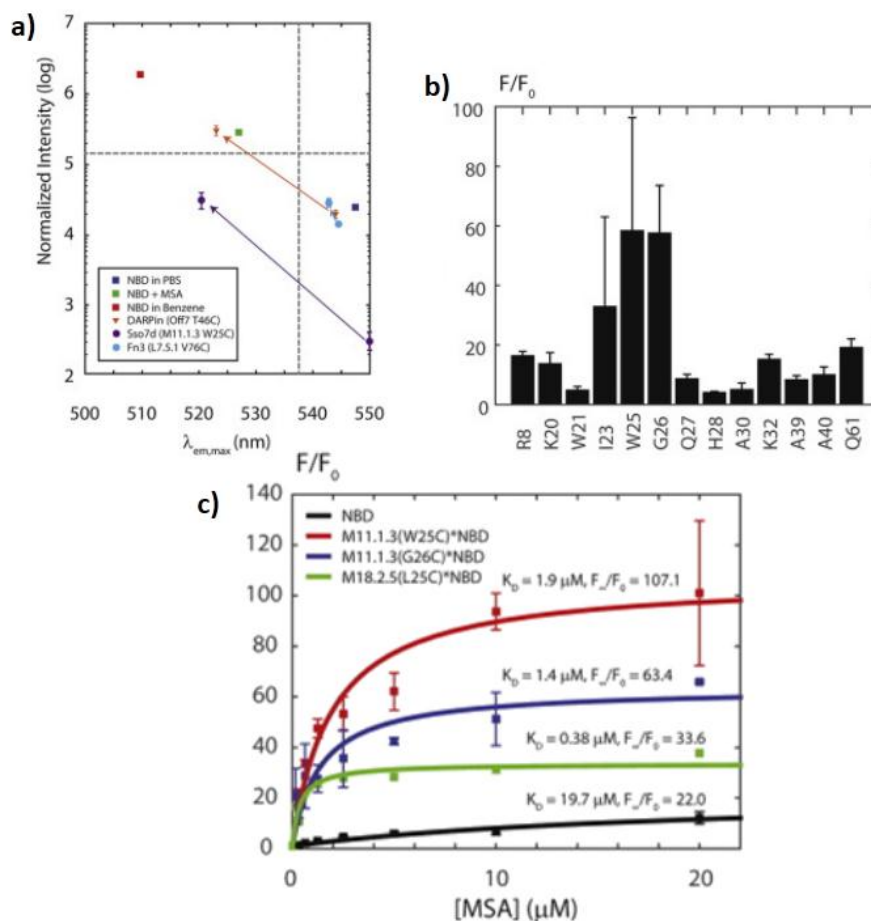 a)
Normalized Intensity (log)
7
6
5
4
3
2
NBD in PBS
NBD + MSA
NBD in Benzene
DARPin (Off7 T46C)
Sso7d (M11.1.3 W25C)
Fn3 (L7.5.1 V76C)
500 510 520 530 540 550
λem,max (nm)
b)
F/F0
100
80
60
40
20
0
R8 K20 W21 I23 W25 G26 Q27 H28 A30 K32 A39 A40 Q61
c)
F/F0
140
120
100
80
60
40
20
0
NBD
M11.1.3(W25C)*NBD
M11.1.3(G26C)*NBD
M18.2.5(L25C)*NBD
KD = 1.9 μM, F∞/F0 = 107.1
KD = 1.4 μM, F∞/F0 = 63.4
KD = 0.38 μM, F∞/F0 = 33.6
KD = 19.7 μM, F∞/F0 = 22.0
0 10 20
[MSA] (μM)